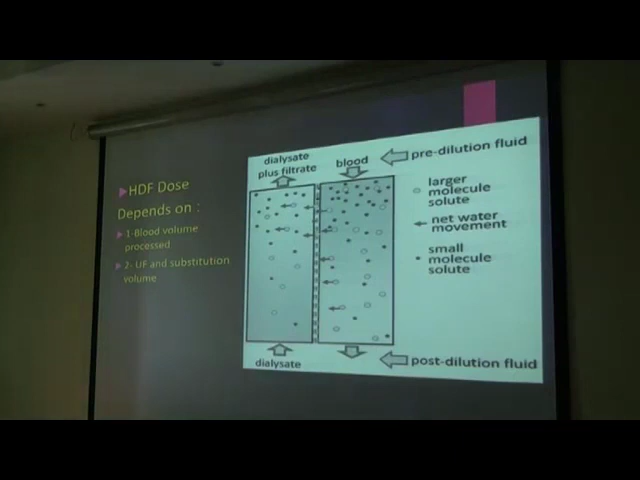 HDF Dose
Depends on :
1-Blood volume
processed
2- UF and substitution
volume
dialysate
plus filtrate
blood
pre-dilution fluid
larger
molecule
solute
net water
movement
small
molecule
solute
dialysate
post-dilution fluid